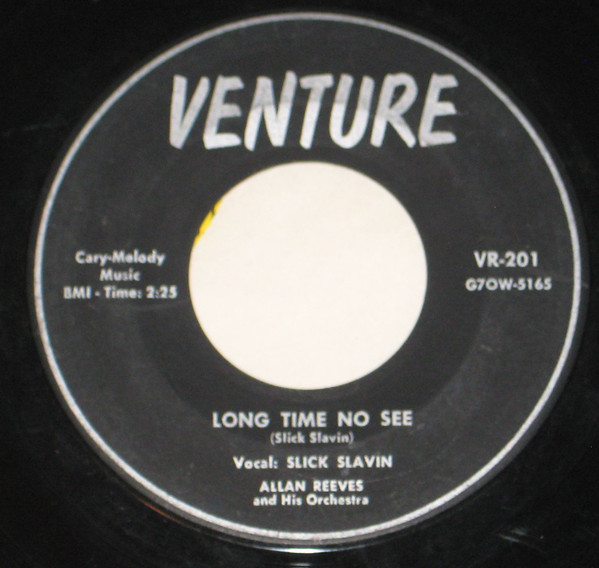 VENTURE
Cary-Melody
Music
BMI - Time: 2:25
VR-201
G7OW-5165
LONG TIME NO SEE
(Slick Slavin)
Vocal: SLICK SLAVIN
ALLAN REEVES
and His Orchestra